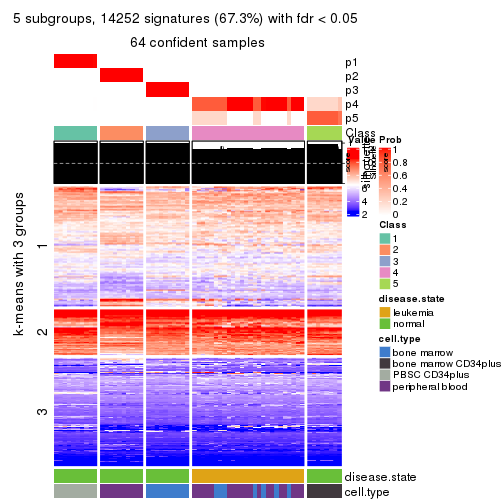 5 subgroups, 14252 signatures (67.3%) with fdr < 0.05
64 confident samples
p1
p2
p3
p4
p5
Class
k-means with 3 groups
1
2
3
disease.state
cell.type
Value
2
Prob
1
0.8
0.6
0.4
0.2
0
Class
1
2
3
4
5
disease.state
leukemia
normal
cell.type
bone marrow
bone marrow CD34plus
PBSC CD34plus
peripheral blood